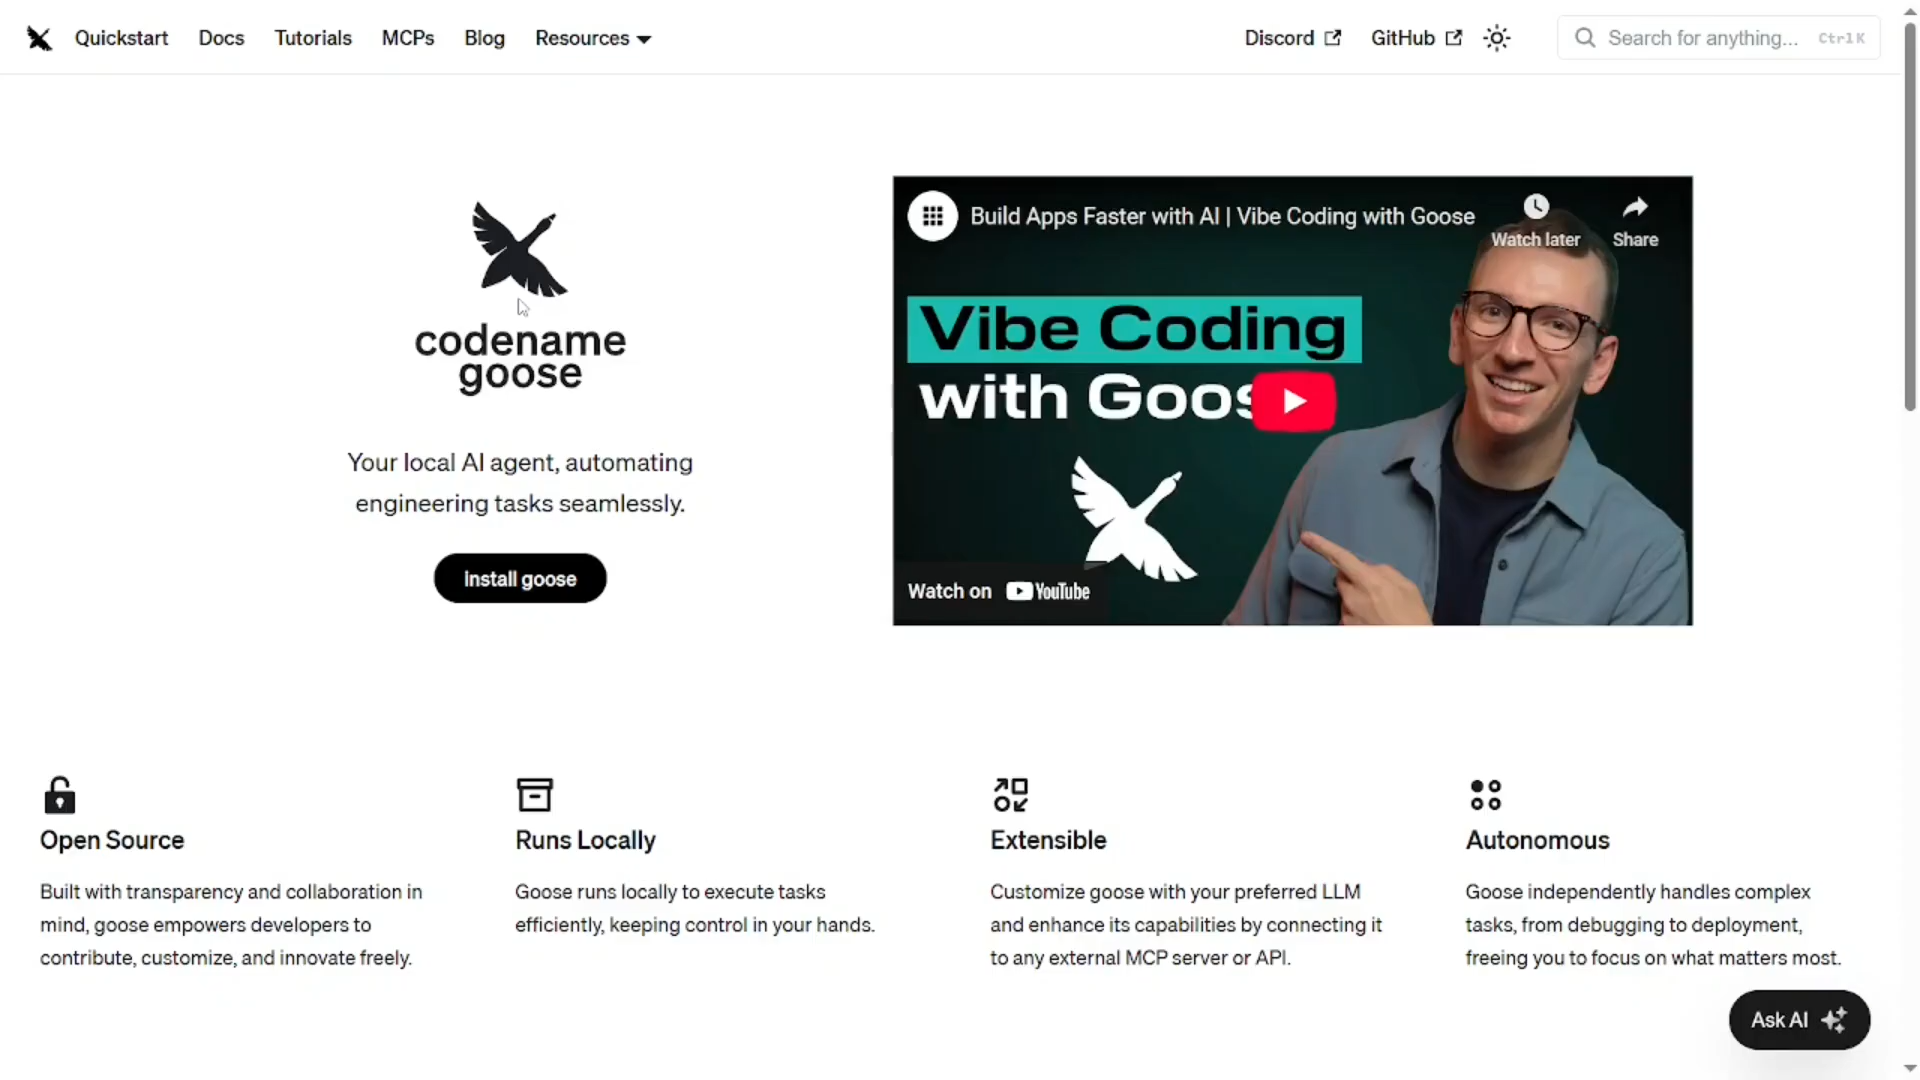 Quickstart
Docs
Tutorials
MCPs
Blog
Resources
Discord
GitHub
Search for anything...
Ctrl K
codename
goose
Your local AI agent, automating
engineering tasks seamlessly.
install goose
Build Apps Faster with AI | Vibe Coding with Goose
Watch later
Share
Vibe Coding
with Goos
Watch on YouTube
Open Source
Built with transparency and collaboration in
mind, goose empowers developers to
contribute, customize, and innovate freely.
Runs Locally
Goose runs locally to execute tasks
efficiently, keeping control in your hands.
Extensible
Customize goose with your preferred LLM
and enhance its capabilities by connecting it
to any external MCP server or API.
Autonomous
Goose independently handles complex
tasks, from debugging to deployment,
freeing you to focus on what matters most.
Ask AI